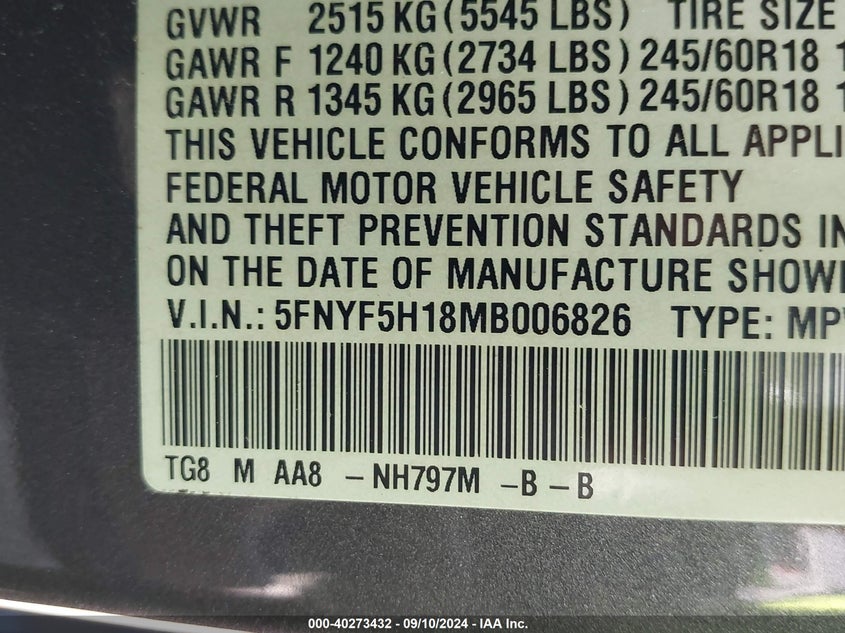 GVWR 2515 KG (5545 LBS) TIRE SIZE
GAWR F 1240 KG (2734 LBS) 245/60R18 1
GAWR R 1345 KG (2965 LBS) 245/60R18 1
THIS VEHICLE CONFORMS TO ALL APPLI
FEDERAL MOTOR VEHICLE SAFETY
AND THEFT PREVENTION STANDARDS IN
ON THE DATE OF MANUFACTURE SHOW
V.I.N.: 5FNYF5H18MB006826 TYPE: MP
TG8 M AA8 -NH797M -B -B
000-40273432 - 09/10/2024 - IAA Inc.